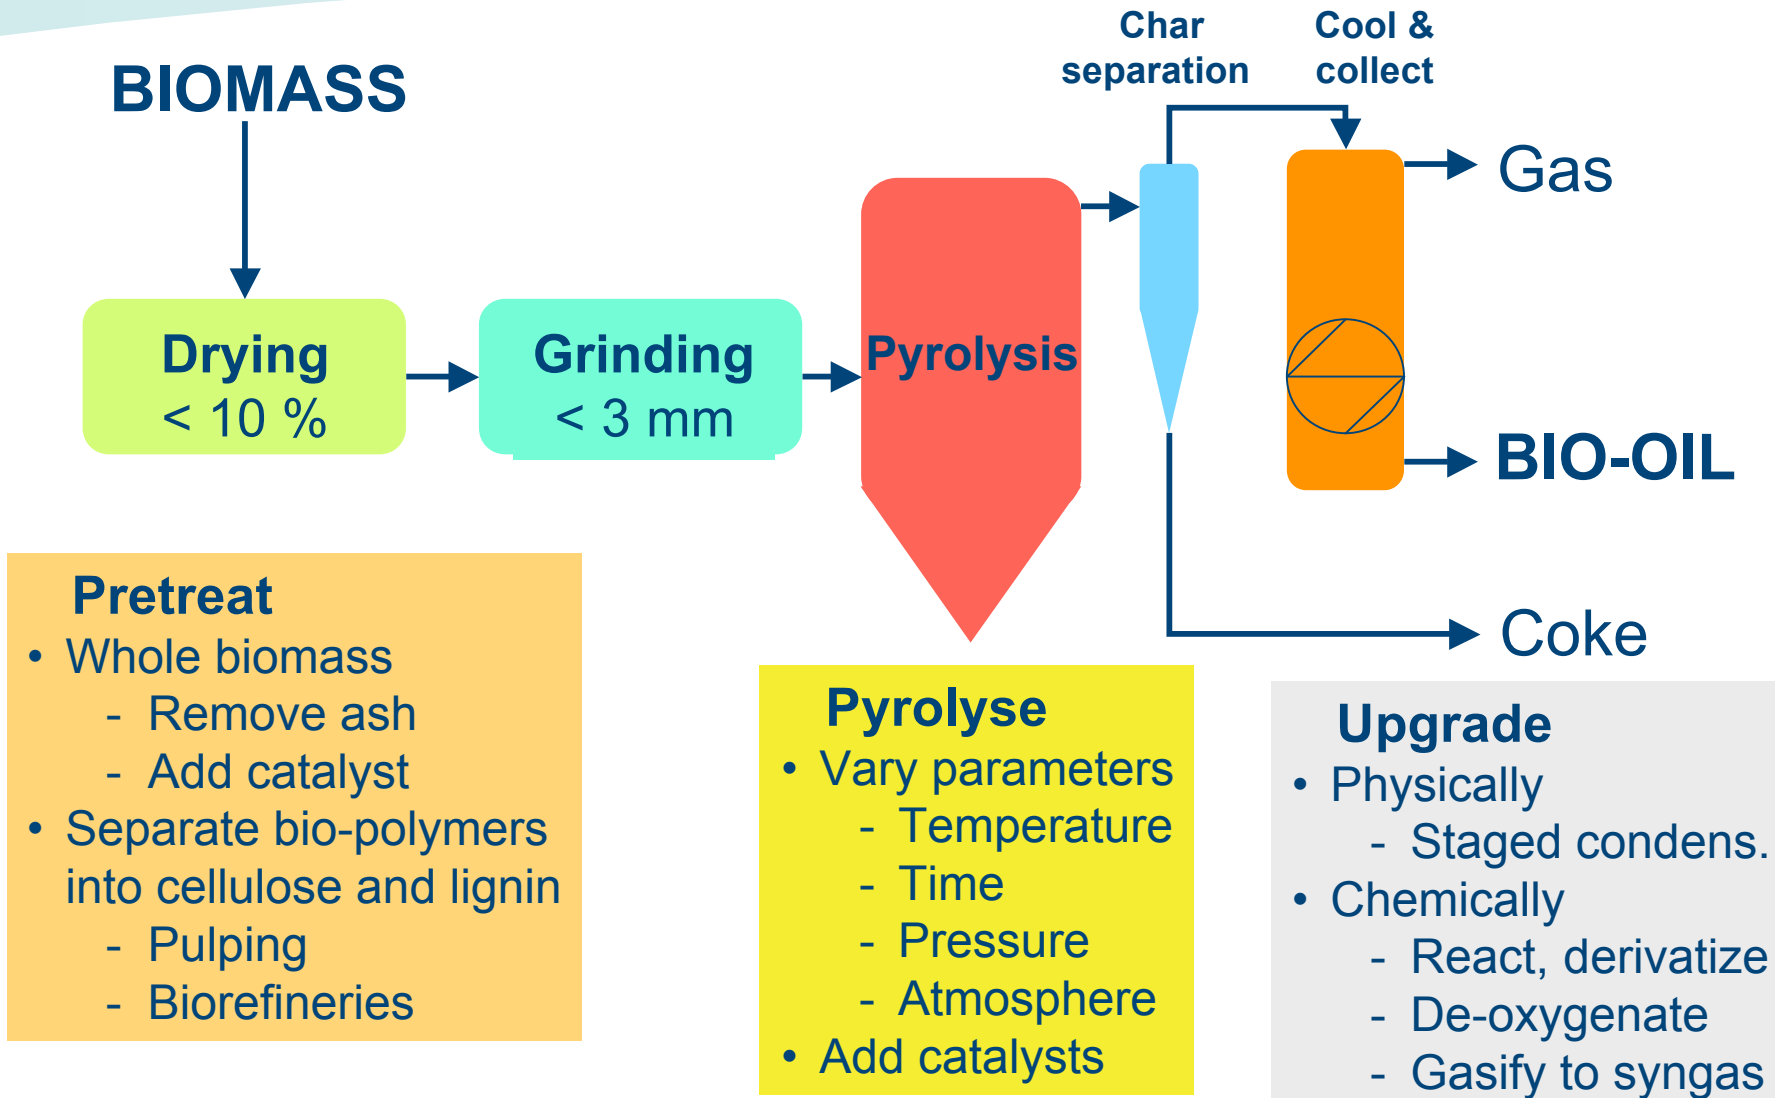 BIOMASS
Char
separation
Cool &
collect
Gas
Drying
< 10 %
Grinding
< 3 mm
Pyrolysis
BIO-OIL
Coke
Pretreat
• Whole biomass
- Remove ash
- Add catalyst
• Separate bio-polymers
into cellulose and lignin
- Pulping
- Biorefineries
Pyrolyse
• Vary parameters
- Temperature
- Time
- Pressure
- Atmosphere
• Add catalysts
Upgrade
• Physically
- Staged condens.
• Chemically
- React, derivatize
- De-oxygenate
- Gasify to syngas